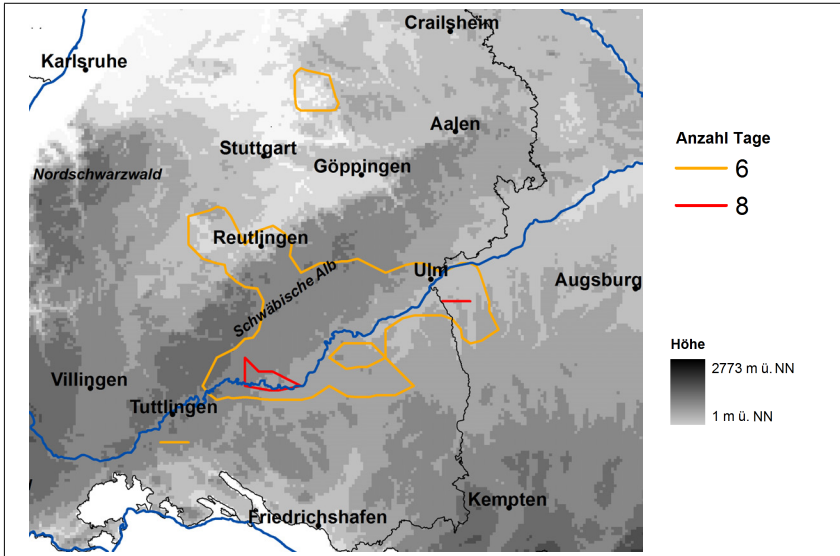 Crailsheim
Karlsruhe
Aalen
Stuttgart
Göppingen
Nordschwarzwald
Reutlingen
Schwäbische Alb
Ulm
Augsburg
Villingen
Tuttlingen
Kempten
Friedrichshafen
Anzahl Tage
6
8
Höhe
2773 m ü. NN
1 m ü. NN